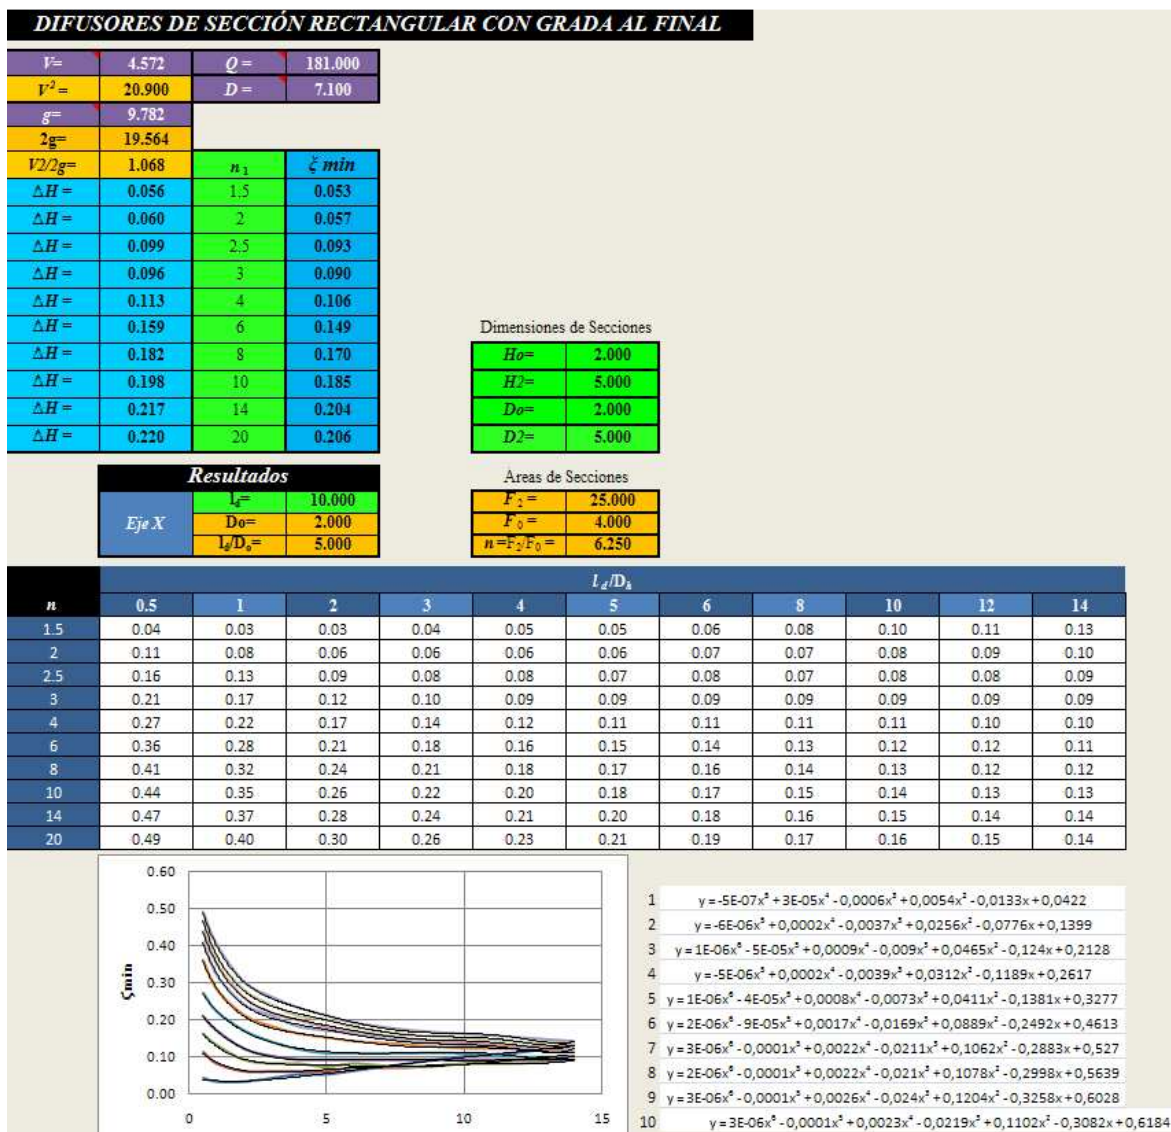 DIFUSORES DE SECCIÓN RECTANGULAR CON GRADA AL FINAL
V= 4.572 Q = 181.000
V² = 20.900 D = 7.100
g= 9.782
2g= 19.564
V2/2g= 1.068 n₁ ξ min
ΔH = 0.056 1.5 0.053
ΔH = 0.060 2 0.057
ΔH = 0.099 2.5 0.093
ΔH = 0.096 3 0.090
ΔH = 0.113 4 0.106
ΔH = 0.159 6 0.149 Dimensiones de Secciones
ΔH = 0.182 8 0.170 Ho= 2.000
ΔH = 0.198 10 0.185 H2= 5.000
ΔH = 0.217 14 0.204 Do= 2.000
ΔH = 0.220 20 0.206 D2= 5.000
Resultados Areas de Secciones
l_d= 10.000 F₂ = 25.000
Eje X Do= 2.000 F₀ = 4.000
l_d/D₀= 5.000 n =F₂/F₀ = 6.250
l_d/Dₕ
n 0.5 1 2 3 4 5 6 8 10 12 14
1.5 0.04 0.03 0.03 0.04 0.05 0.05 0.06 0.08 0.10 0.11 0.13
2 0.11 0.08 0.06 0.06 0.06 0.06 0.07 0.07 0.08 0.09 0.10
2.5 0.16 0.13 0.09 0.08 0.08 0.07 0.08 0.07 0.08 0.08 0.09
3 0.21 0.17 0.12 0.10 0.09 0.09 0.09 0.09 0.09 0.09 0.09
4 0.27 0.22 0.17 0.14 0.12 0.11 0.11 0.11 0.11 0.10 0.10
6 0.36 0.28 0.21 0.18 0.16 0.15 0.14 0.13 0.12 0.12 0.11
8 0.41 0.32 0.24 0.21 0.18 0.17 0.16 0.14 0.13 0.12 0.12
10 0.44 0.35 0.26 0.22 0.20 0.18 0.17 0.15 0.14 0.13 0.13
14 0.47 0.37 0.28 0.24 0.21 0.20 0.18 0.16 0.15 0.14 0.14
20 0.49 0.40 0.30 0.26 0.23 0.21 0.19 0.17 0.16 0.15 0.14
0.60
0.50
0.40
0.30
0.20
0.10
0.00
ζmin
0 5 10 15
1 y = -5E-07x⁵ + 3E-05x⁴ - 0,0006x³ + 0,0054x² - 0,0133x + 0,0422
2 y = -6E-06x⁵ + 0,0002x⁴ - 0,0037x³ + 0,0256x² - 0,0776x + 0,1399
3 y = 1E-06x⁶ - 5E-05x⁵ + 0,0009x⁴ - 0,009x³ + 0,0465x² - 0,124x + 0,2128
4 y = -5E-06x⁵ + 0,0002x⁴ - 0,0039x³ + 0,0312x² - 0,1189x + 0,2617
5 y = 1E-06x⁶ - 4E-05x⁵ + 0,0008x⁴ - 0,0073x³ + 0,0411x² - 0,1381x + 0,3277
6 y = 2E-06x⁶ - 9E-05x⁵ + 0,0017x⁴ - 0,0169x³ + 0,0889x² - 0,2492x + 0,4613
7 y = 3E-06x⁶ - 0,0001x⁵ + 0,0022x⁴ - 0,0211x³ + 0,1062x² - 0,2883x + 0,527
8 y = 2E-06x⁶ - 0,0001x⁵ + 0,0022x⁴ - 0,021x³ + 0,1078x² - 0,2998x + 0,5639
9 y = 3E-06x⁶ - 0,0001x⁵ + 0,0026x⁴ - 0,024x³ + 0,1204x² - 0,3258x + 0,6028
10 y = 3E-06x⁶ - 0,0001x⁵ + 0,0023x⁴ - 0,0219x³ + 0,1102x² - 0,3082x + 0,6184